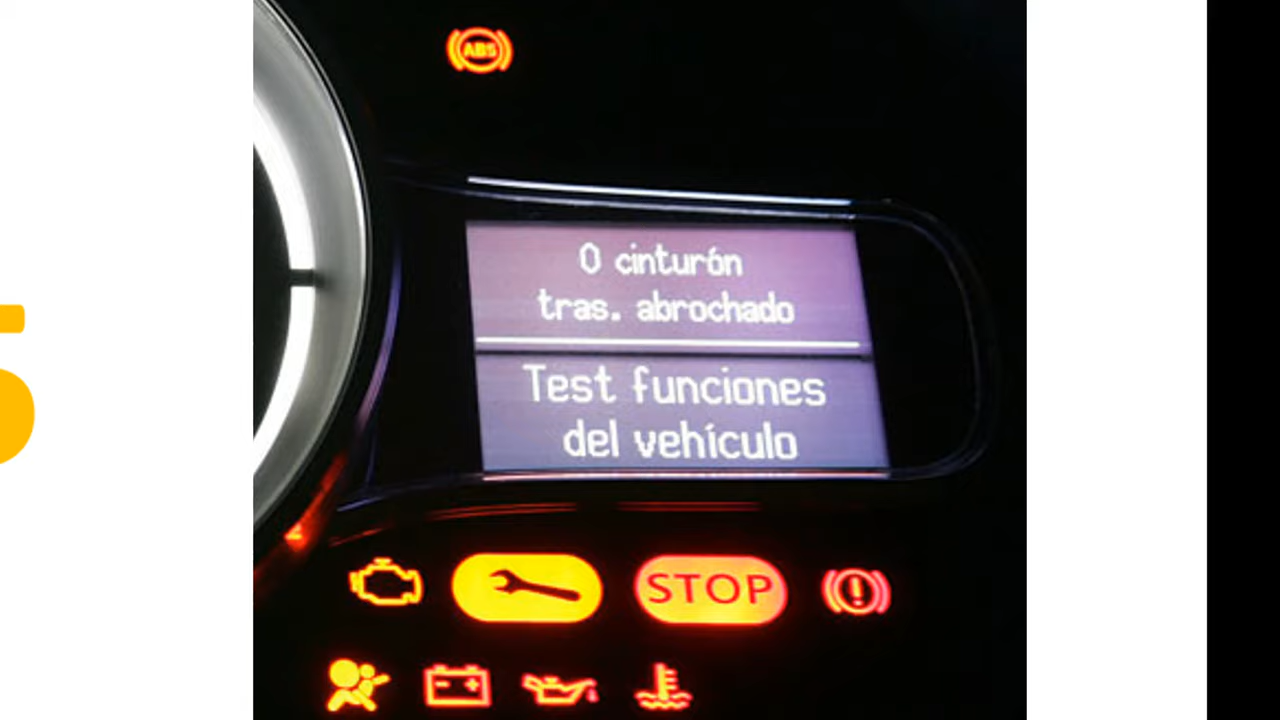 ABS
0 cinturón
tras. abrochado
Test funciones
del vehículo
STOP